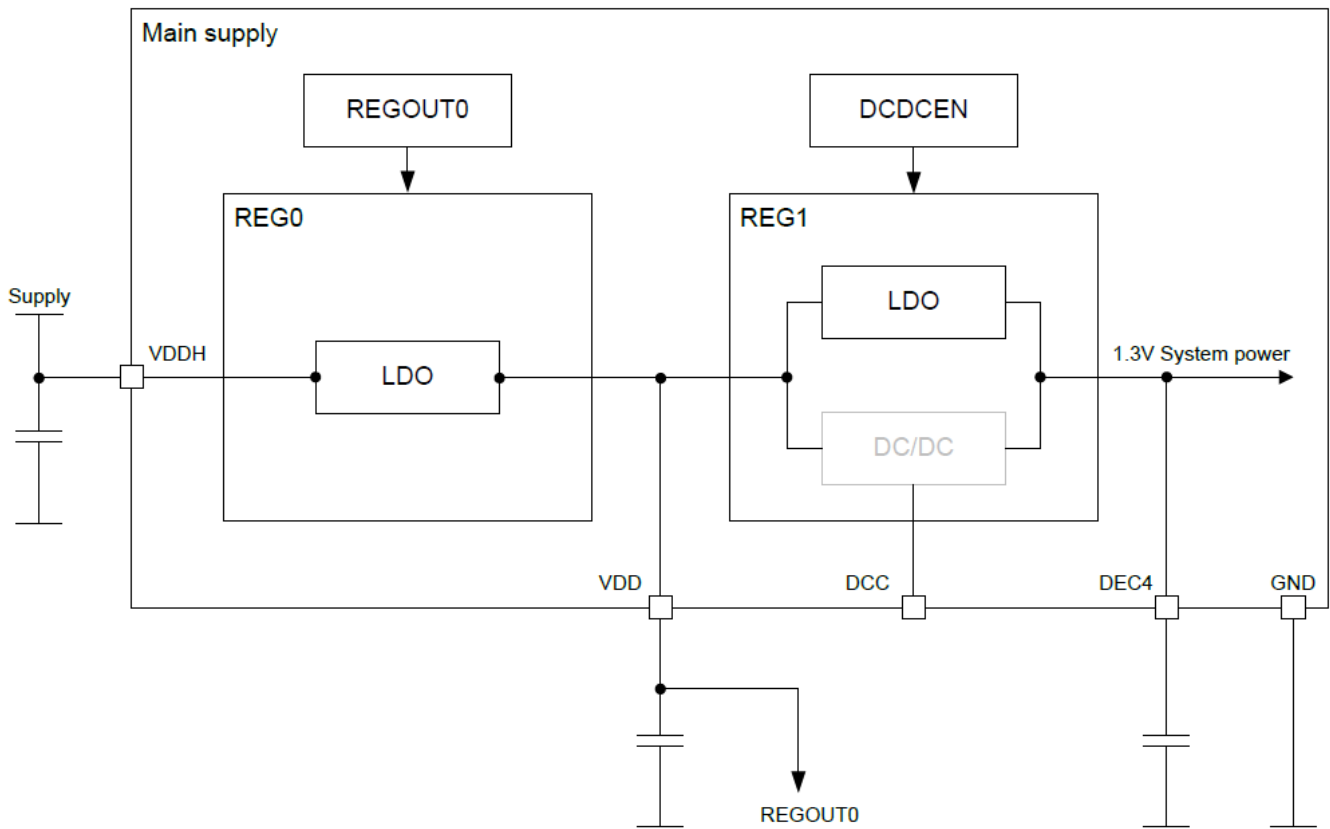 Main supply
REGOUT0
DCDCEN
REG0
REG1
Supply
LDO
VDDH
LDO
1.3V System power
DC/DC
VDD
DCC
DEC4
GND
REGOUT0